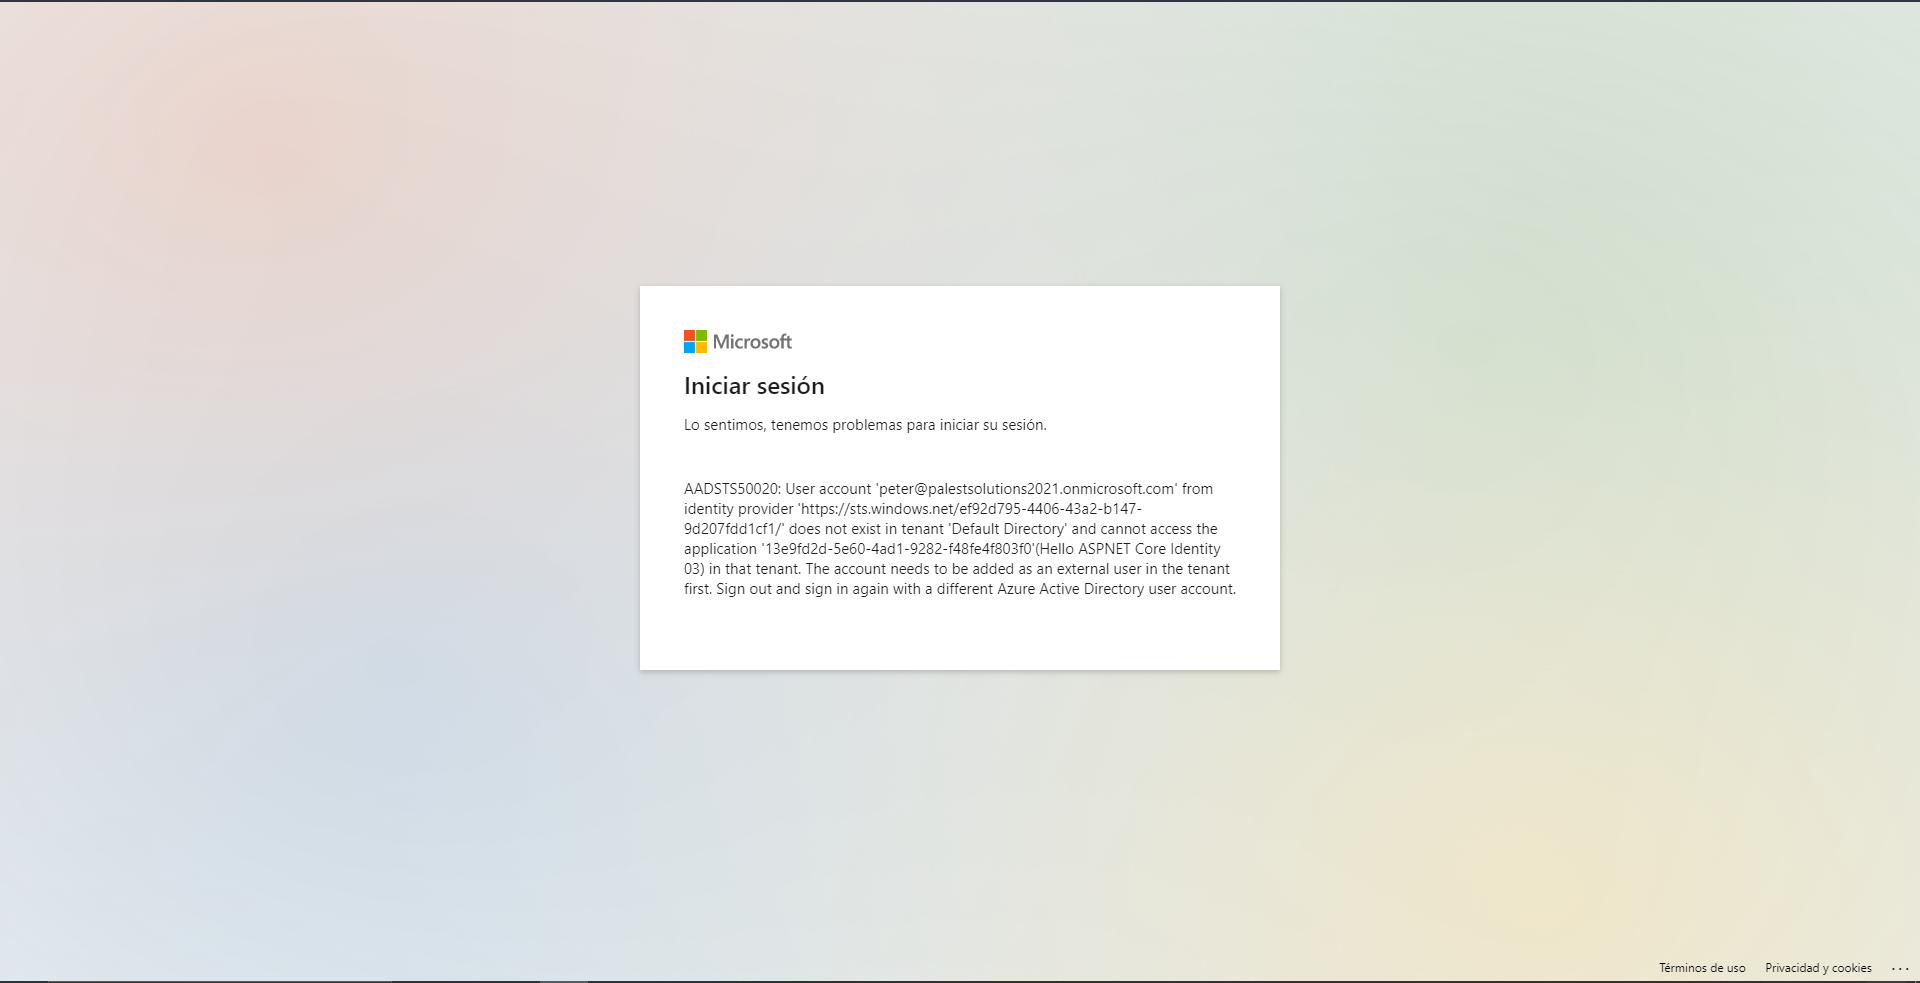 Microsoft
Iniciar sesión
Lo sentimos, tenemos problemas para iniciar su sesión.
AADSTS50020: User account 'peter@palestsolutions2021.onmicrosoft.com' from
identity provider 'https://sts.windows.net/ef92d795-4406-43a2-b147-
9d207fdd1cf1/' does not exist in tenant 'Default Directory' and cannot access the
application '13e9fd2d-5e60-4ad1-9282-f48fe4f803f0'(Hello ASPNET Core Identity
03) in that tenant. The account needs to be added as an external user in the tenant
first. Sign out and sign in again with a different Azure Active Directory user account.
Términos de uso Privacidad y cookies ...